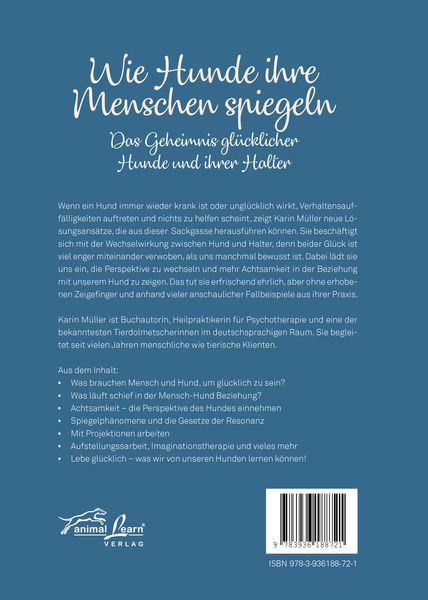 Wie Hunde ihre
Menschen spiegeln
Das Geheimnis glücklicher
Hunde und ihrer Halter
Wenn ein Hund immer wieder krank ist oder unglücklich wirkt, Verhaltensauf-
fälligkeiten auftreten und nichts zu helfen scheint, zeigt Karin Müller neue Lö-
sungsansätze, die aus dieser Sackgasse herausführen können. Sie beschäftigt
sich mit der Wechselwirkung zwischen Hund und Halter, denn beider Glück ist
viel enger miteinander verwoben, als uns manchmal bewusst ist. Dabei lädt sie
uns ein, die Perspektive zu wechseln und mehr Achtsamkeit in der Beziehung
mit unserem Hund zu zeigen. Das tut sie erfrischend ehrlich, aber ohne erhobe-
nen Zeigefinger und anhand vieler anschaulicher Fallbeispiele aus ihrer Praxis.
Karin Müller ist Buchautorin, Heilpraktikerin für Psychotherapie und eine der
bekanntesten Tierdolmetscherinnen im deutschsprachigen Raum. Sie beglei-
tet seit vielen Jahren menschliche wie tierische Klienten.
Aus dem Inhalt:
• Was brauchen Mensch und Hund, um glücklich zu sein?
• Was läuft schief in der Mensch-Hund Beziehung?
• Achtsamkeit – die Perspektive des Hundes einnehmen
• Spiegelphänomene und die Gesetze der Resonanz
• Mit Projektionen arbeiten
• Aufstellungsarbeit, Imaginationstherapie und vieles mehr
• Lebe glücklich – was wir von unseren Hunden lernen können!
animal Learn®
VERLAG
9 783936 188721
ISBN 978-3-936188-72-1